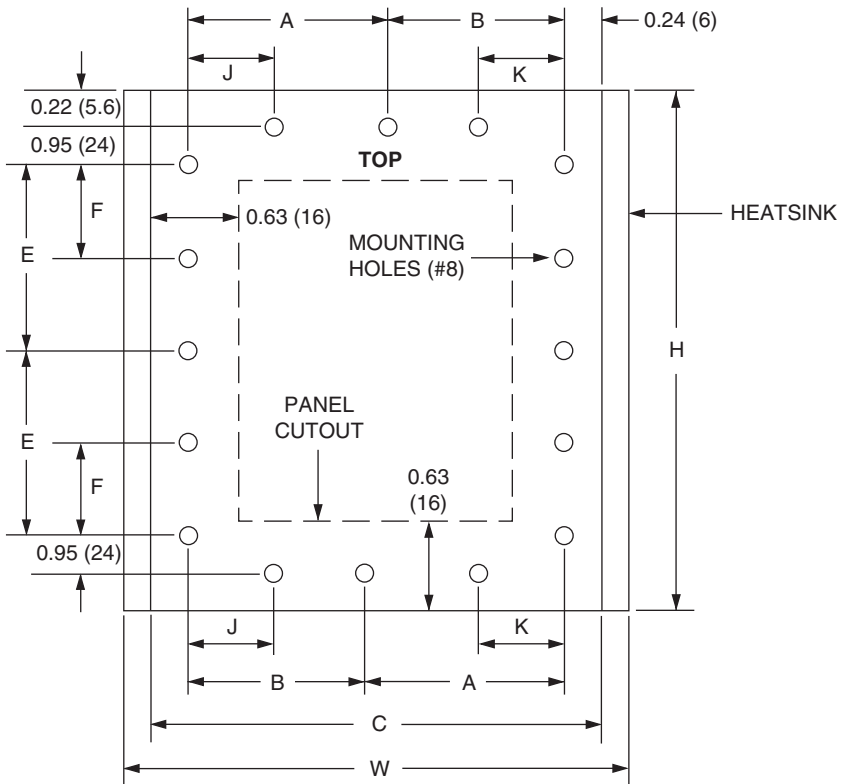 A
B
0.24 (6)
J
K
0.22 (5.6)
0.95 (24)
TOP
F
0.63 (16)
HEATSINK
E
MOUNTING
HOLES (#8)
H
PANEL
CUTOUT
E
F
0.63
(16)
0.95 (24)
J
K
B
A
C
W